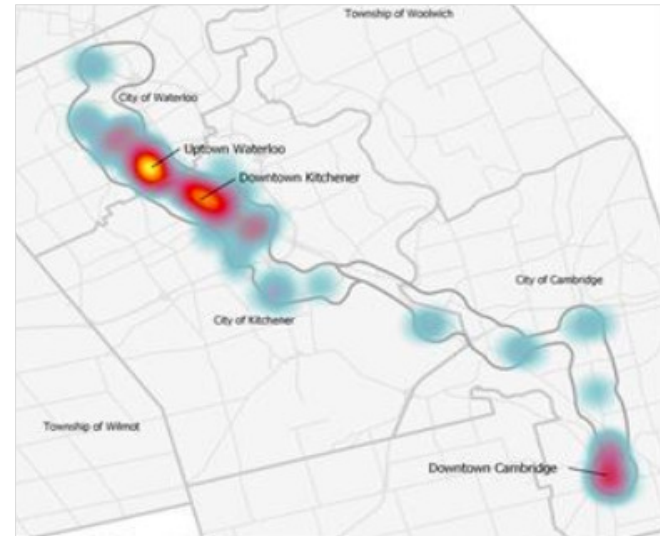 Township of Woolwich
City of Waterloo
Uptown Waterloo
Downtown Kitchener
City of Cambridge
City of Kitchener
Township of Wilmot
Downtown Cambridge